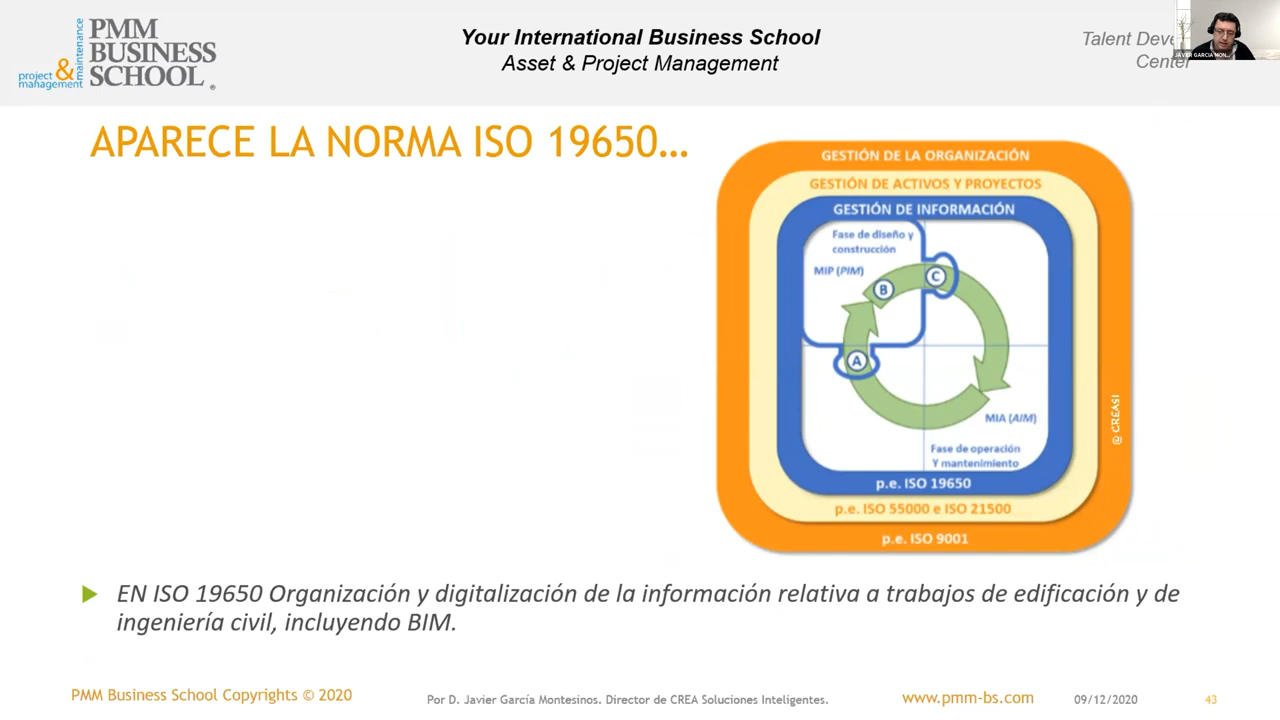 PMM
BUSINESS
SCHOOL
®
project &
management
maintenance
Your International Business School
Asset & Project Management
Talent Deve
Center
JAVIER GARCIA MON...
APARECE LA NORMA ISO 19650...
GESTIÓN DE LA ORGANIZACIÓN
GESTIÓN DE ACTIVOS Y PROYECTOS
GESTIÓN DE INFORMACIÓN
Fase de diseño y
construcción
MIP (PIM)
C
B
A
MIA (AIM)
Fase de operación
Y mantenimiento
p.e. ISO 19650
p.e. ISO 55000 e ISO 21500
p.e. ISO 9001
@ CREASI
EN ISO 19650 Organización y digitalización de la información relativa a trabajos de edificación y de
ingeniería civil, incluyendo BIM.
PMM Business School Copyrights © 2020
Por D. Javier García Montesinos. Director de CREA Soluciones Inteligentes.
www.pmm-bs.com
09/12/2020
43